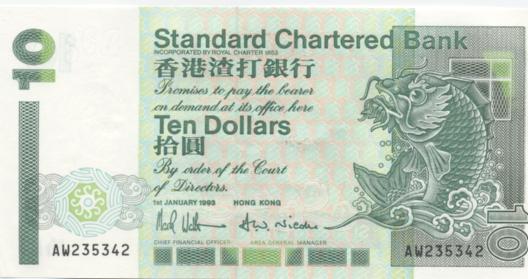 10
Standard Chartered Bank
INCORPORATED BY ROYAL CHARTER 1853
香港渣打銀行
Promises to pay the bearer
on demand at its office here
Ten Dollars
拾圓
By order of the Court
of Directors.
1st JANUARY 1993 HONG KONG
CHIEF FINANCIAL OFFICER AREA GENERAL MANAGER
AW235342
AW235342
10